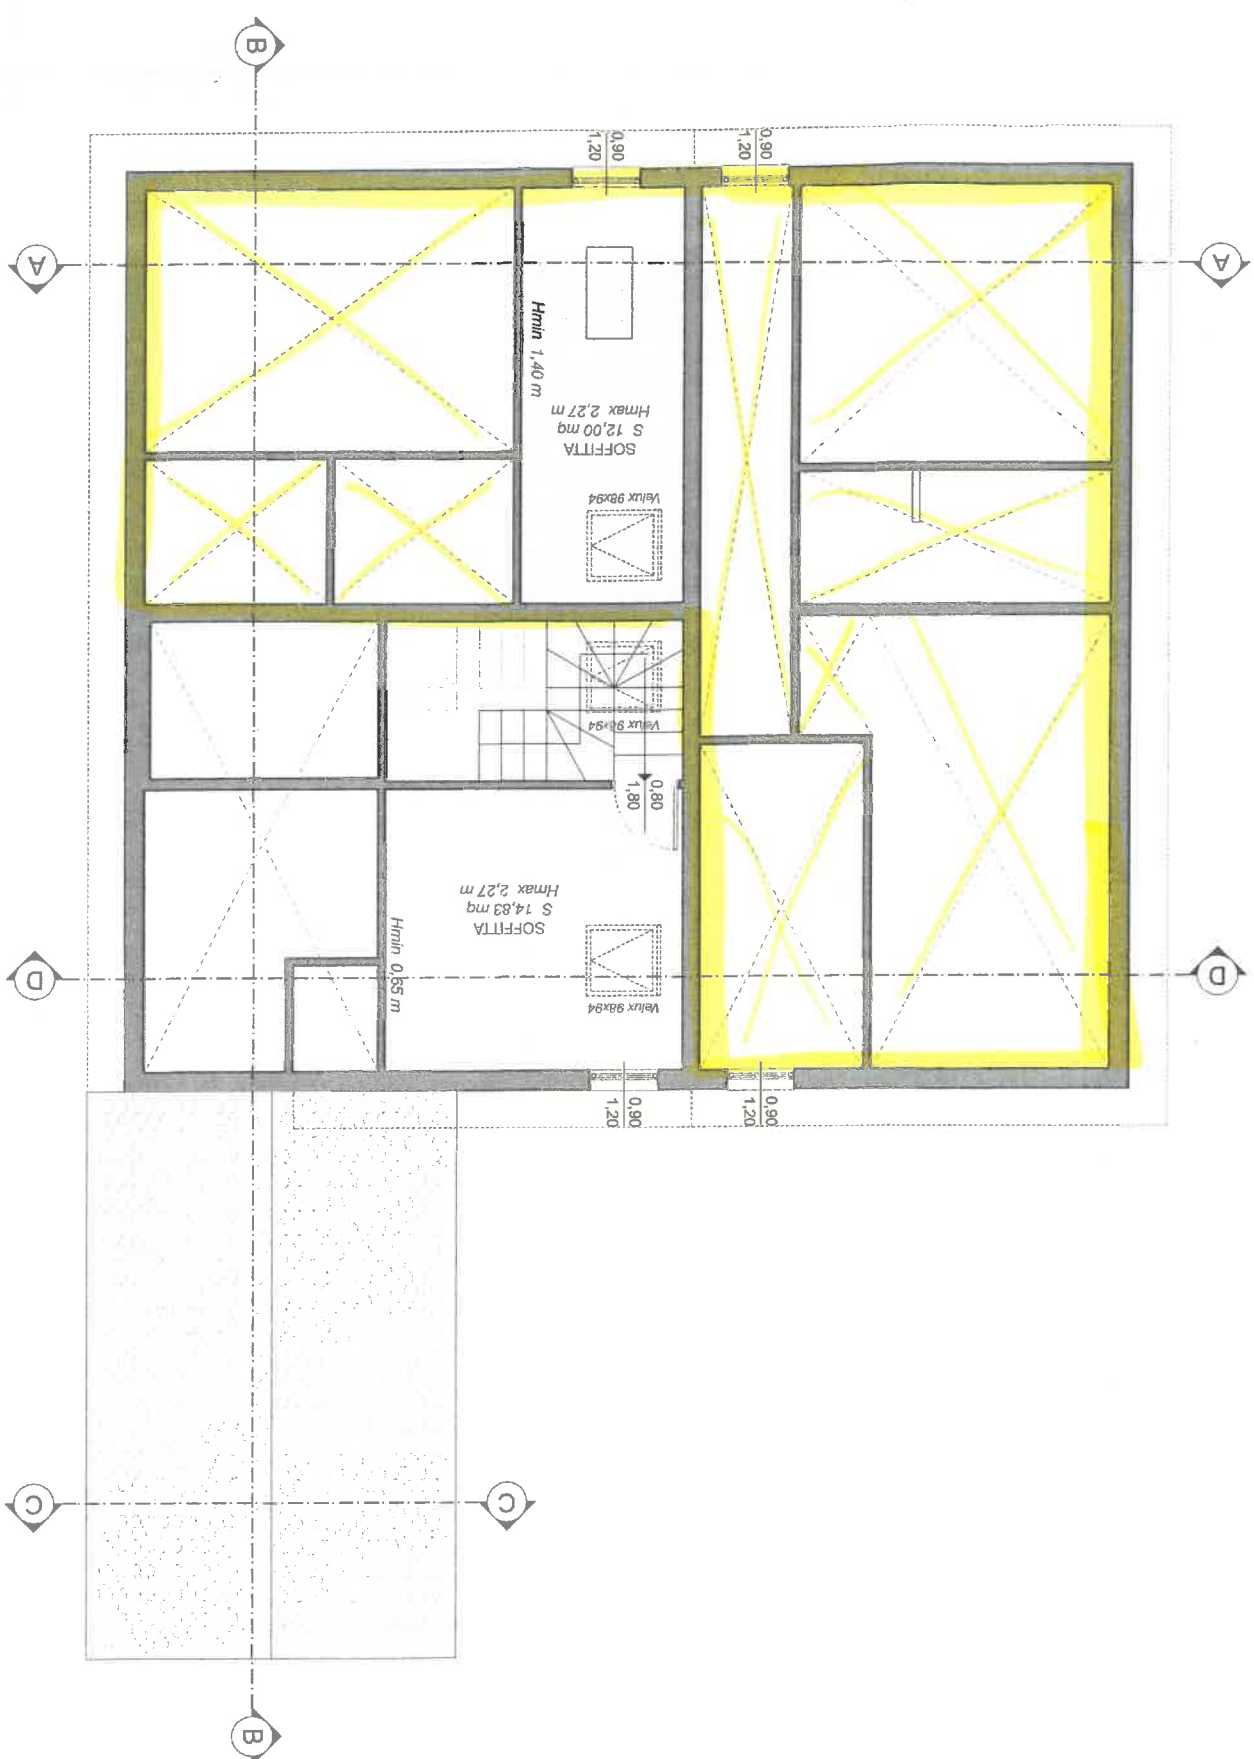 B
0,90
1,20
0,90
1,20
A
A
Hmin 1,40 m
SOFFITTA
S 12,00 mq
Hmax 2,27 m
Velux 98x94
Velux 98x94
0,80
1,80
SOFFITTA
S 14,83 mq
Hmax 2,27 m
Hmin 0,65 m
D
D
Velux 98x94
0,90
1,20
0,90
1,20
C
C
B